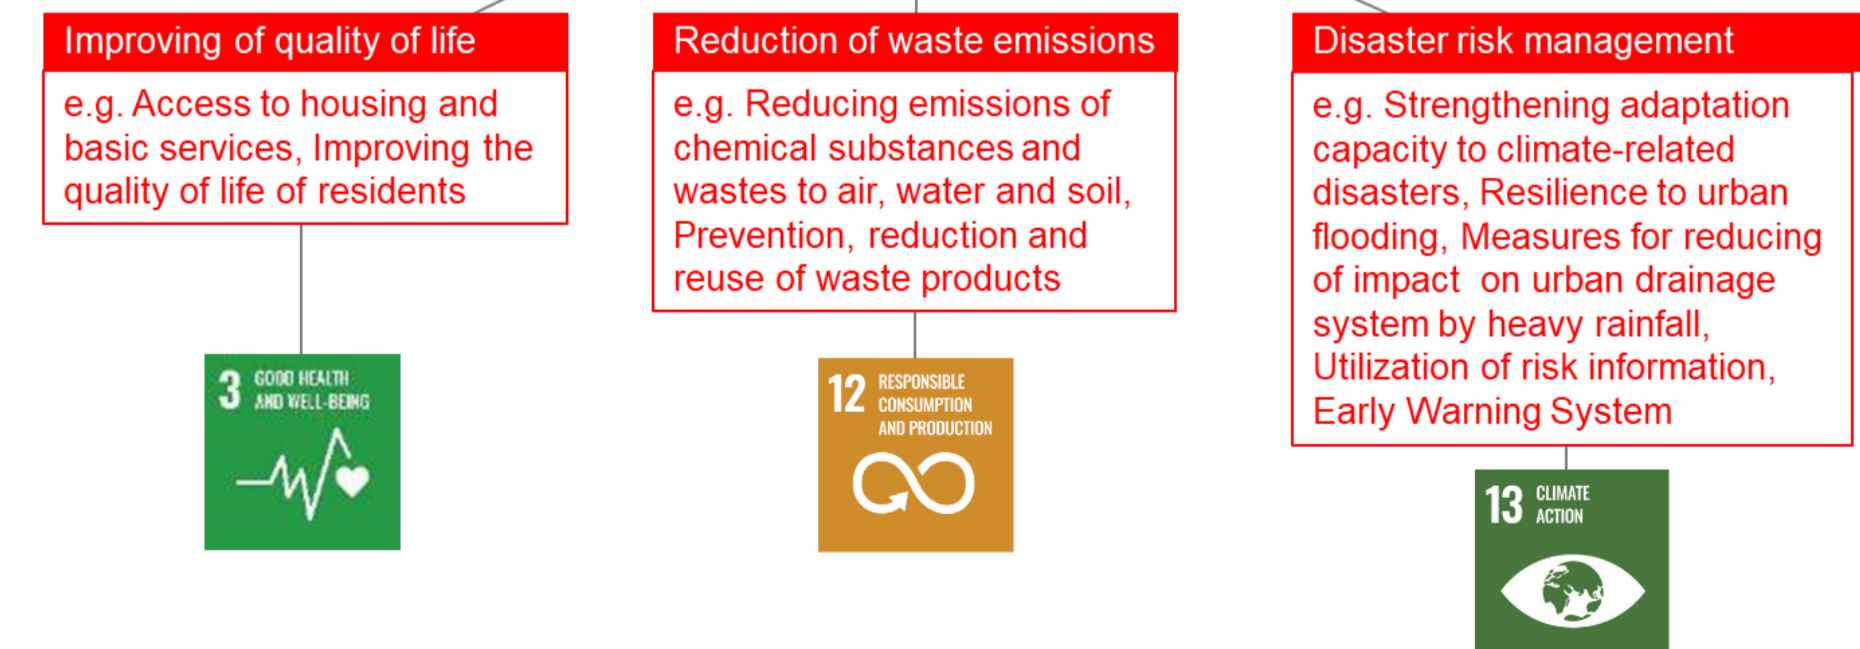 Improving of quality of life
e.g. Access to housing and
basic services, Improving the
quality of life of residents
3 GOOD HEALTH
AND WELL-BEING
Reduction of waste emissions
e.g. Reducing emissions of
chemical substances and
wastes to air, water and soil,
Prevention, reduction and
reuse of waste products
12 RESPONSIBLE
CONSUMPTION
AND PRODUCTION
Disaster risk management
e.g. Strengthening adaptation
capacity to climate-related
disasters, Resilience to urban
flooding, Measures for reducing
of impact on urban drainage
system by heavy rainfall,
Utilization of risk information,
Early Warning System
13 CLIMATE
ACTION